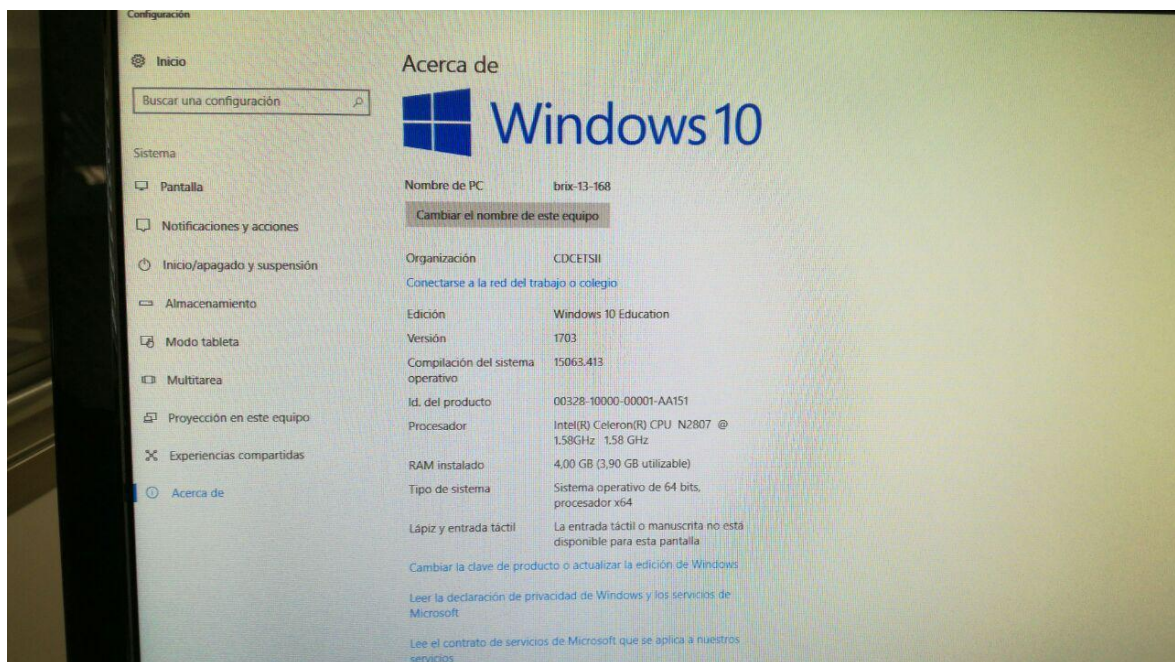 Configuración
Inicio
Buscar una configuración
Sistema
Pantalla
Notificaciones y acciones
Inicio/apagado y suspensión
Almacenamiento
Modo tableta
Multitarea
Proyección en este equipo
Experiencias compartidas
Acerca de
Acerca de
Windows 10
Nombre de PC brix-13-168
Cambiar el nombre de este equipo
Organización CDCETSII
Conectarse a la red del trabajo o colegio
Edición Windows 10 Education
Versión 1703
Compilación del sistema 15063.413
operativo
Id. del producto 00328-10000-00001-AA151
Procesador Intel(R) Celeron(R) CPU N2807 @
1.58GHz 1.58 GHz
RAM instalado 4,00 GB (3,90 GB utilizable)
Tipo de sistema Sistema operativo de 64 bits,
procesador x64
Lápiz y entrada táctil La entrada táctil o manuscrita no está
disponible para esta pantalla
Cambiar la clave de producto o actualizar la edición de Windows
Leer la declaración de privacidad de Windows y los servicios de
Microsoft
Lee el contrato de servicios de Microsoft que se aplica a nuestros
servicios